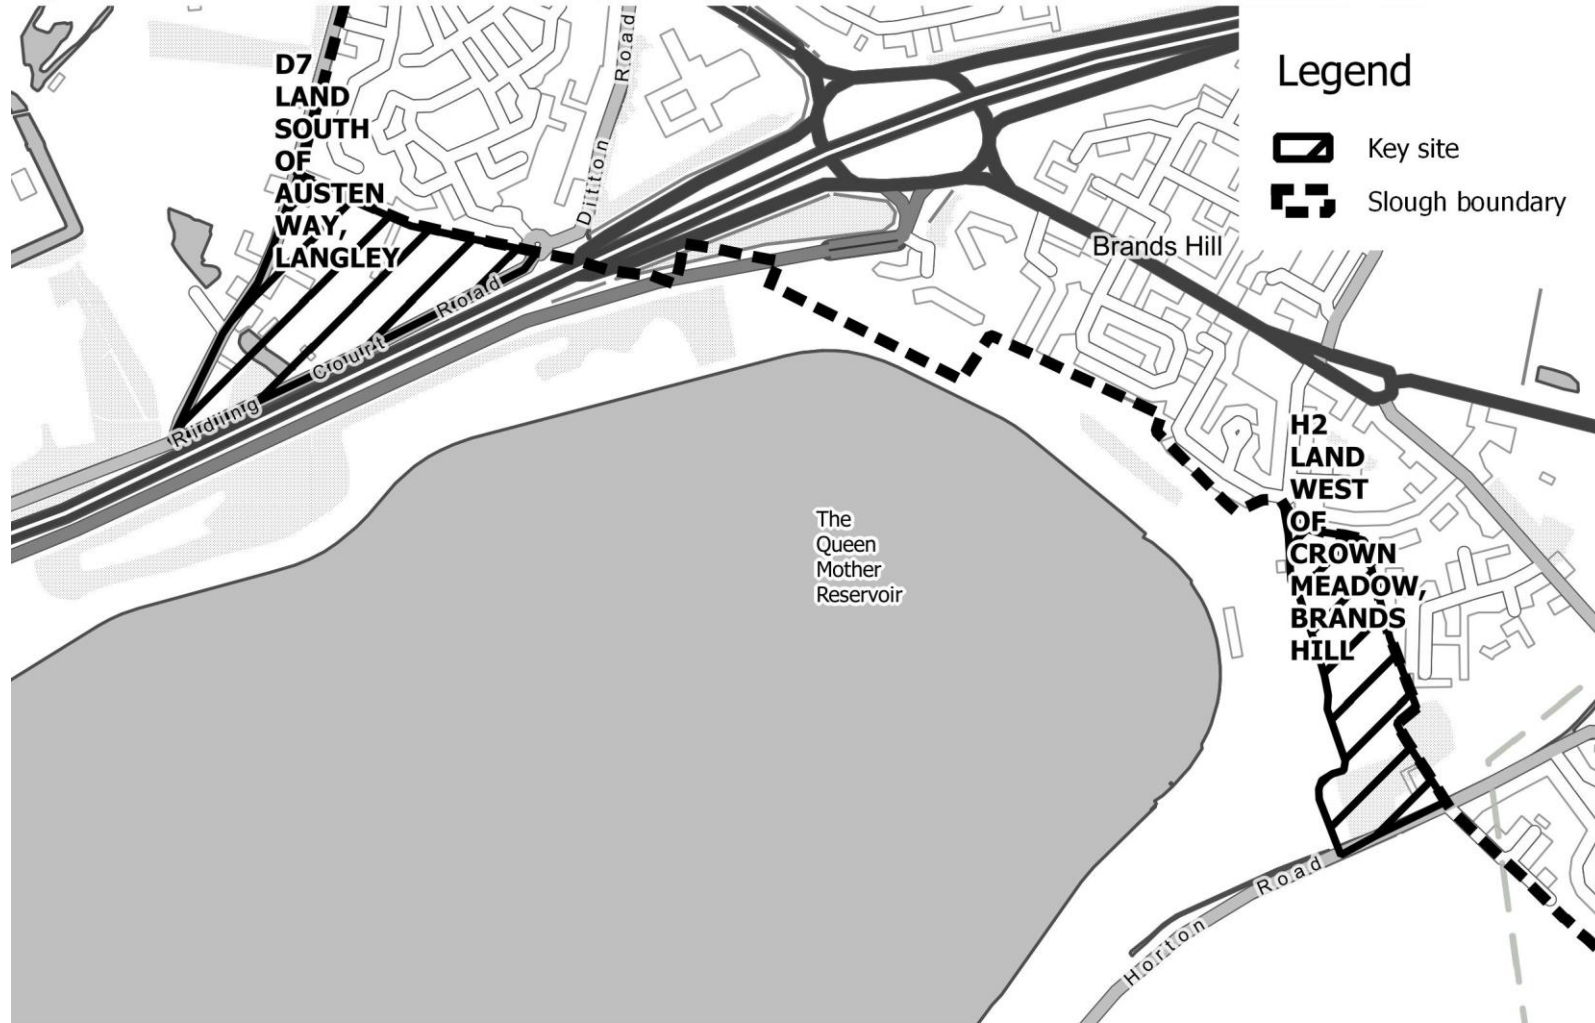 D7
LAND
SOUTH
OF
AUSTEN
WAY,
LANGLEY
Ditton Road
Legend
Key site
Slough boundary
Brands Hill
Riding Court Road
H2
LAND
WEST
OF
CROWN
MEADOW,
BRANDS
HILL
The
Queen
Mother
Reservoir
Horton Road